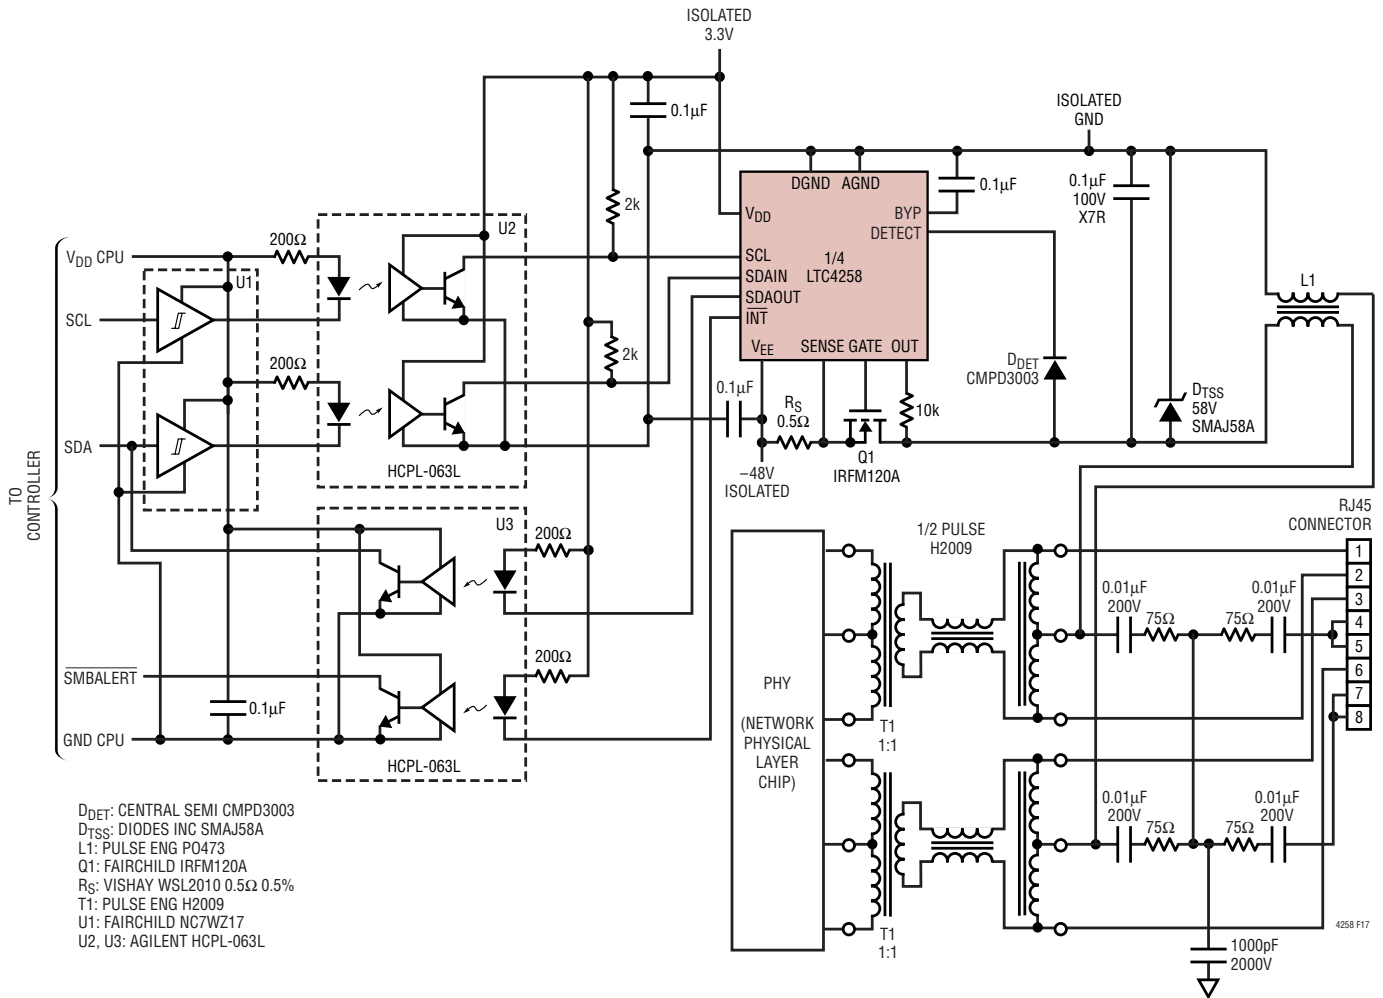 ISOLATED
3.3V
0.1µF
ISOLATED
GND
2k
DGND AGND
0.1µF
0.1µF
100V
X7R
VDD
BYP
DETECT
1/4
LTC4258
SCL
SDAIN
SDAOUT
INT
VEE
SENSE GATE OUT
200Ω
U2
VDD CPU
U1
SCL
200Ω
2k
L1
DDET
CMPD3003
0.1µF
RS
0.5Ω
10k
DTSS
58V
SMAJ58A
SDA
HCPL-063L
Q1
IRFM120A
–48V
ISOLATED
TO
CONTROLLER
U3
200Ω
1/2 PULSE
H2009
RJ45
CONNECTOR
1
2
3
4
5
6
7
8
0.01µF
200V
75Ω
75Ω
0.01µF
200V
SMBALERT
200Ω
0.1µF
GND CPU
HCPL-063L
PHY
(NETWORK
PHYSICAL
LAYER
CHIP)
T1
1:1
0.01µF
200V
75Ω
75Ω
0.01µF
200V
T1
1:1
1000pF
2000V
4258 F17
DDET: CENTRAL SEMI CMPD3003
DTSS: DIODES INC SMAJ58A
L1: PULSE ENG PO473
Q1: FAIRCHILD IRFM120A
RS: VISHAY WSL2010 0.5Ω 0.5%
T1: PULSE ENG H2009
U1: FAIRCHILD NC7WZ17
U2, U3: AGILENT HCPL-063L